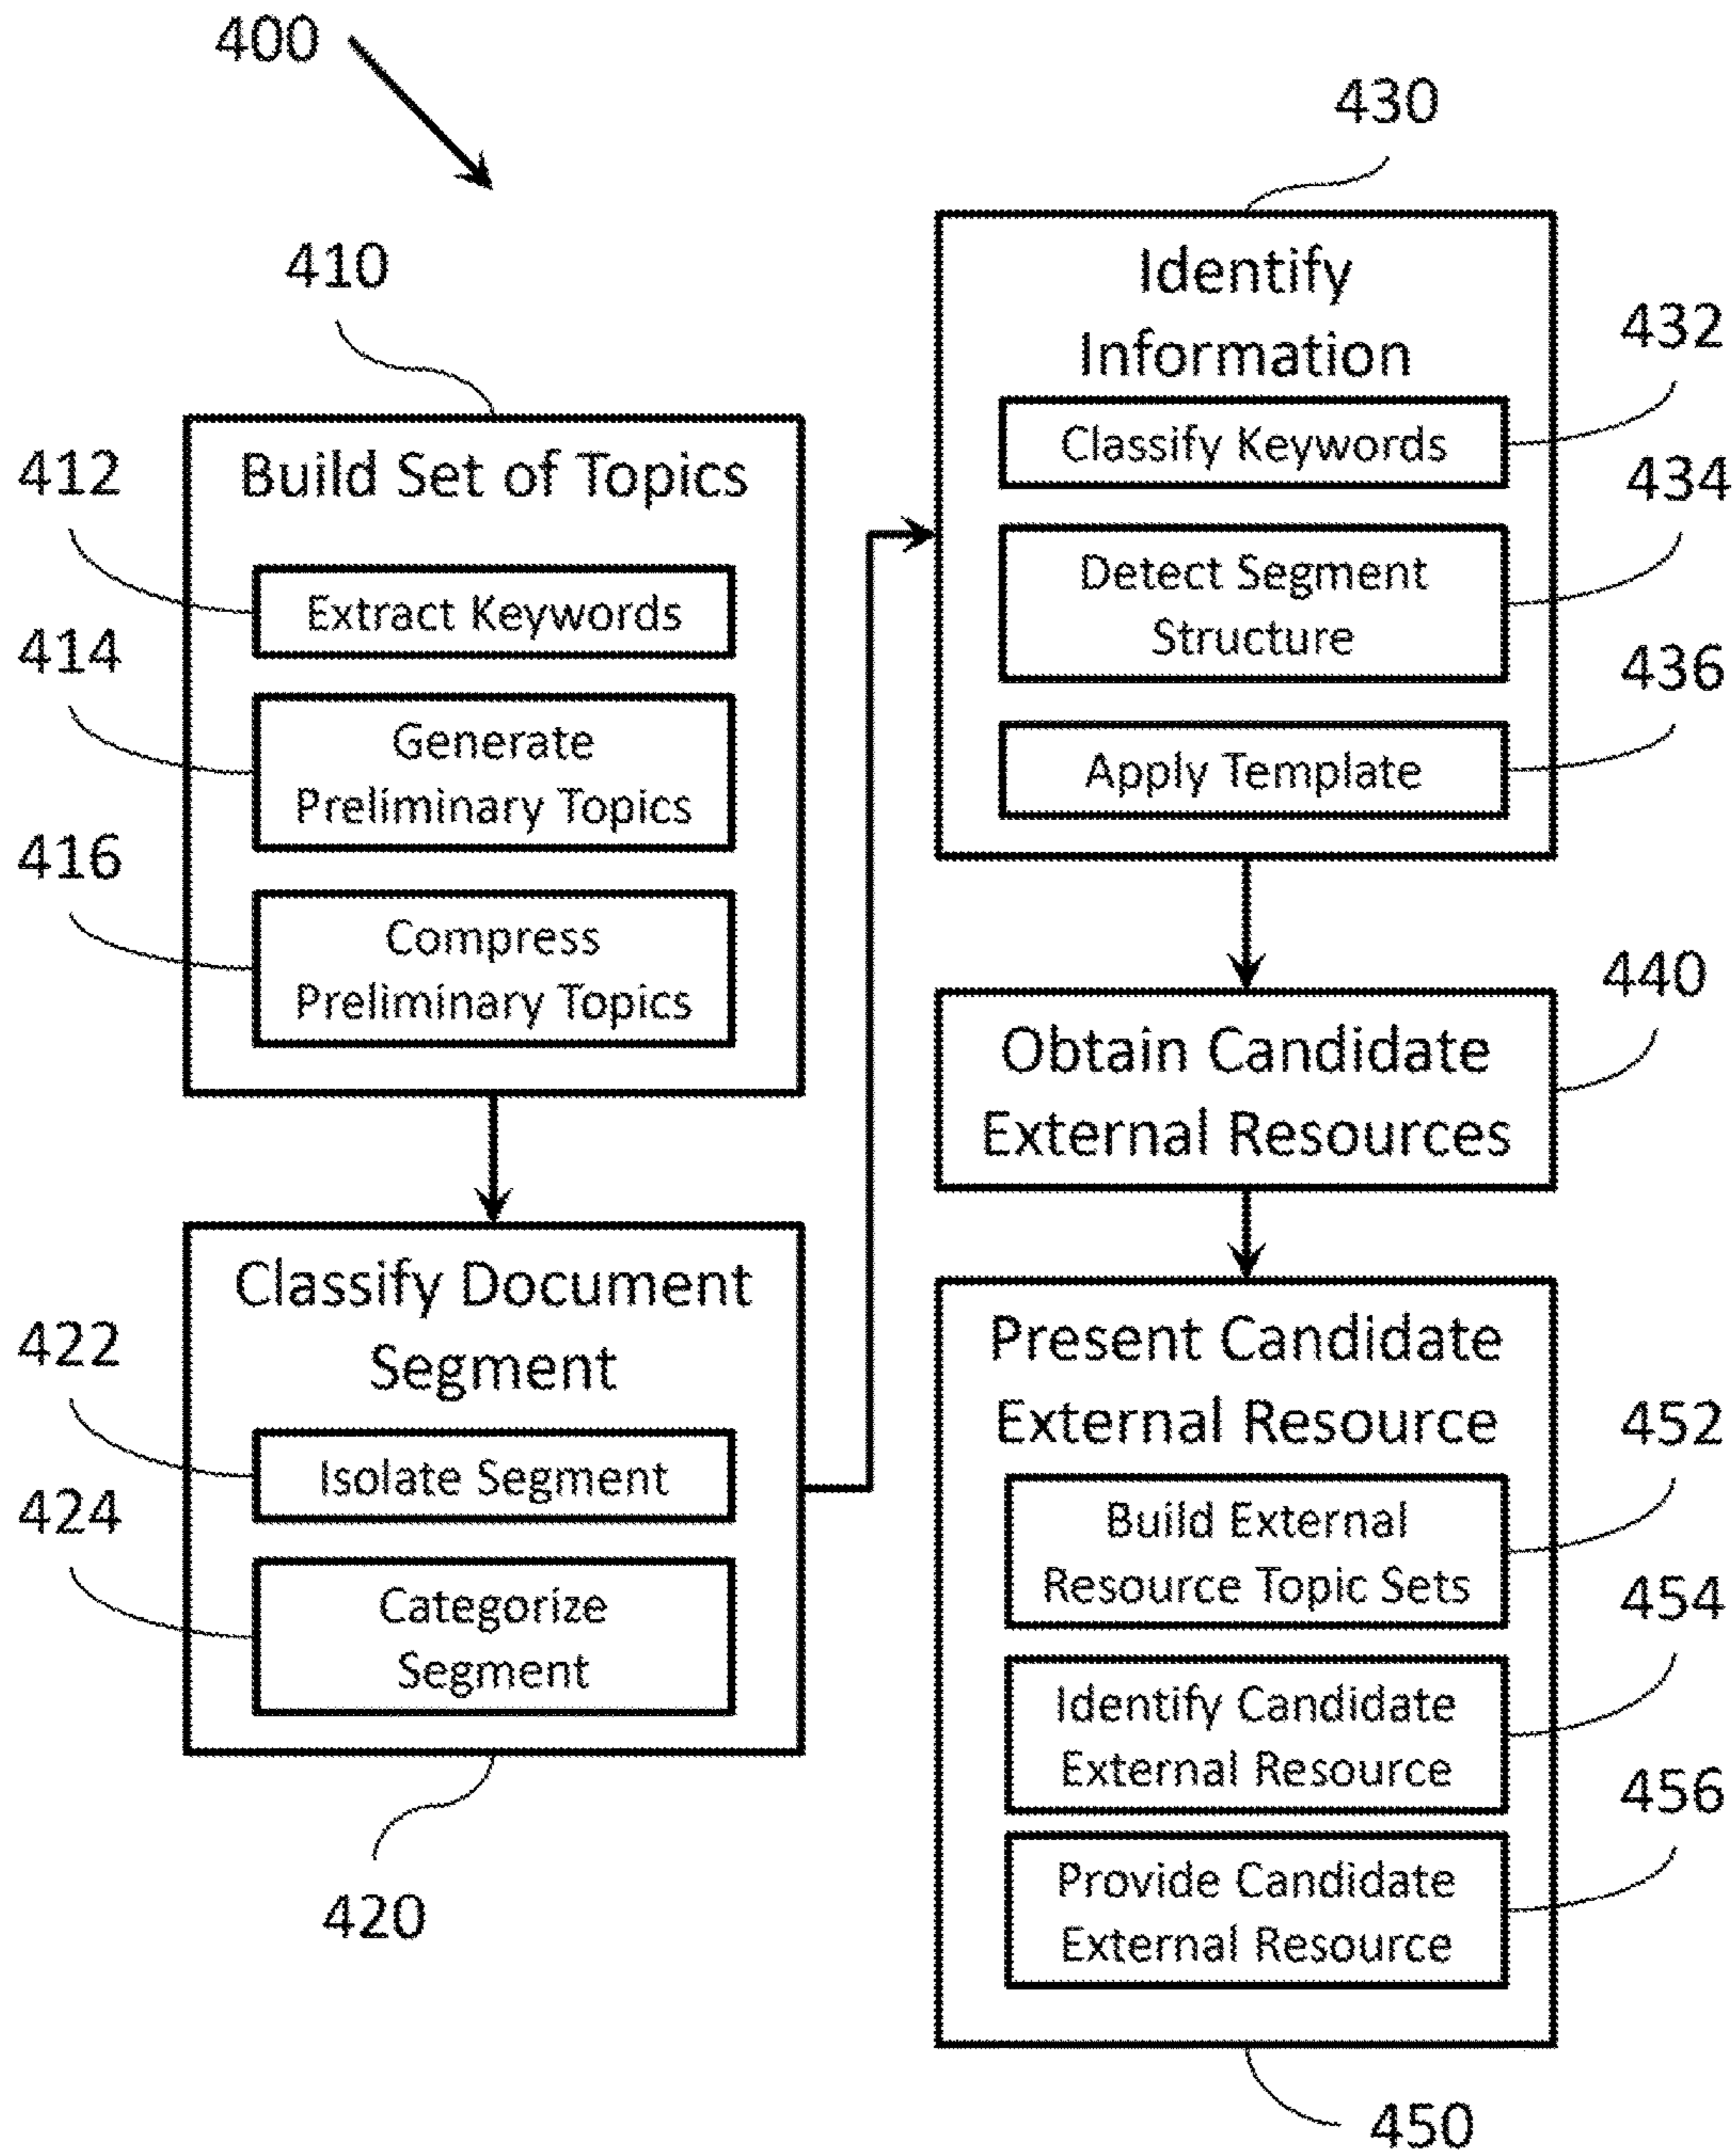 400
410
Build Set of Topics
412
Extract Keywords
414
Generate
Preliminary Topics
416
Compress
Preliminary Topics
Classify Document
Segment
422
Isolate Segment
424
Categorize
Segment
420
430
Identify
Information
432
Classify Keywords
434
Detect Segment
Structure
436
Apply Template
440
Obtain Candidate
External Resources
Present Candidate
External Resource
452
Build External
Resource Topic Sets
454
Identify Candidate
External Resource
456
Provide Candidate
External Resource
450